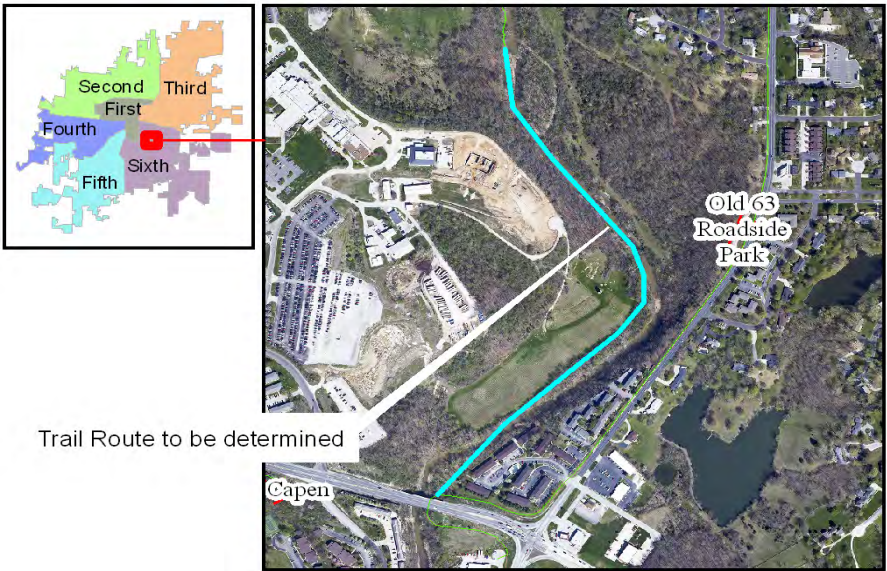 Second
Third
First
Fourth
Sixth
Fifth
Old 63
Roadside
Park
Trail Route to be determined
Capen